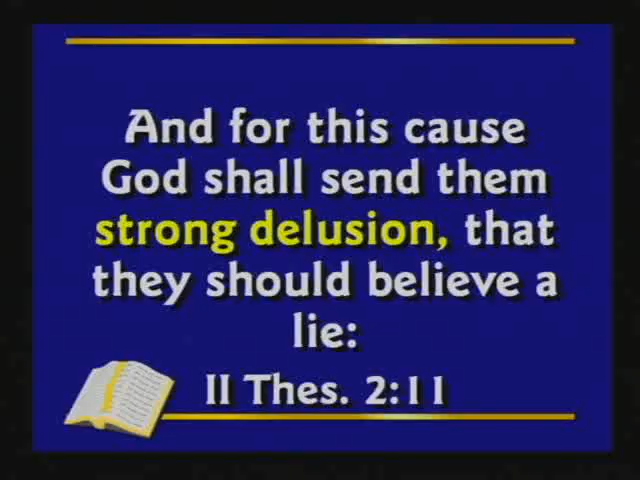 And for this cause
God shall send them
strong delusion, that
they should believe a
lie:
II Thes. 2:11